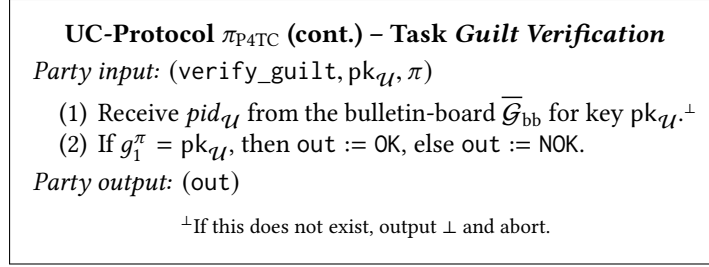 UC-Protocol π_P4TC (cont.) – Task Guilt Verification
Party input: (verify_guilt, pk_𝒰, π)
(1) Receive pid_𝒰 from the bulletin-board 𝒢̅_bb for key pk_𝒰.^⊥
(2) If g_1^π = pk_𝒰, then out := OK, else out := NOK.
Party output: (out)
^⊥If this does not exist, output ⊥ and abort.